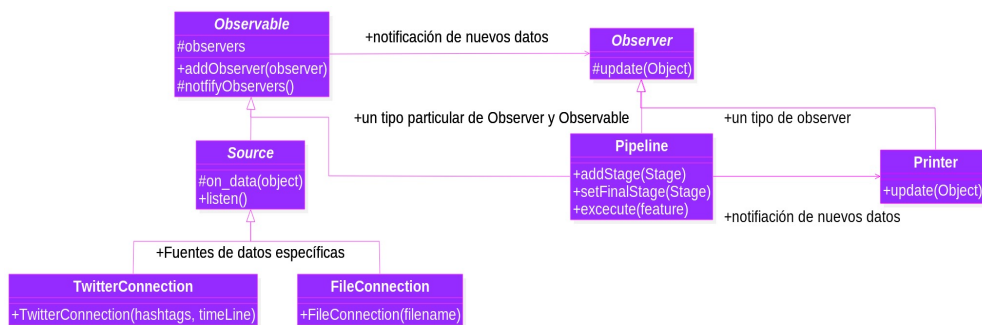 Observable
#observers
+addObserver(observer)
#notfifyObservers()
+notificación de nuevos datos
Observer
#update(Object)
+un tipo particular de Observer y Observable
+un tipo de observer
Source
#on_data(object)
+listen()
Pipeline
+addStage(Stage)
+setFinalStage(Stage)
+excecute(feature)
Printer
+update(Object)
+notifiación de nuevos datos
+Fuentes de datos específicas
TwitterConnection
+TwitterConnection(hashtags, timeLine)
FileConnection
+FileConnection(filename)